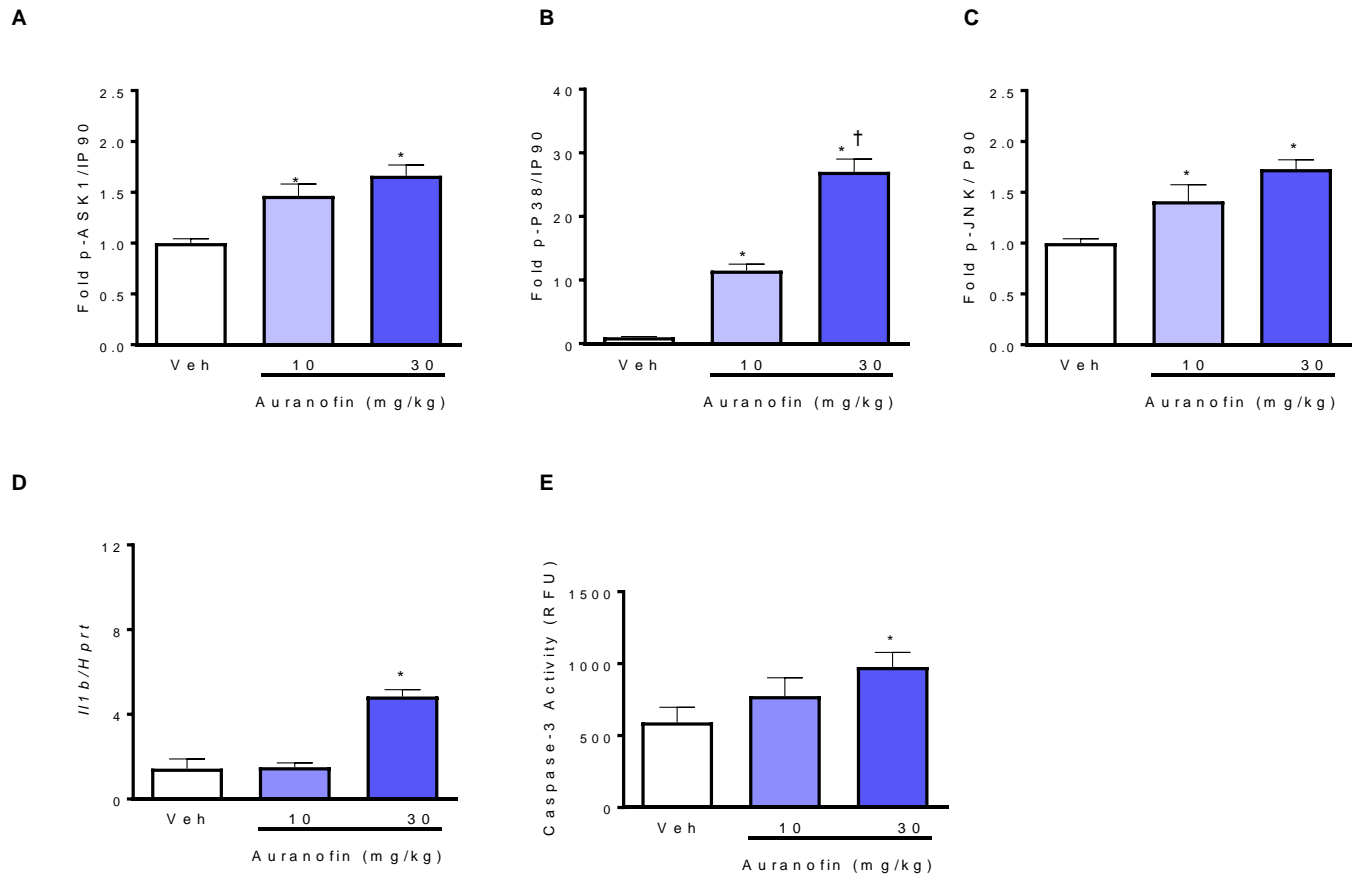 A
B
C
Fold p-ASK1/IP90
2.5
2.0
1.5
1.0
0.5
0.0
*
*
Veh
10
30
Auranofin (mg/kg)
Fold p-P38/IP90
40
30
20
10
0
*
* †
Veh
10
30
Auranofin (mg/kg)
Fold p-JNK/ P90
2.5
2.0
1.5
1.0
0.5
0.0
*
*
Veh
10
30
Auranofin (mg/kg)
D
E
Il1b/Hprt
12
8
4
0
*
Veh
10
30
Auranofin (mg/kg)
Caspase-3 Activity (RFU)
1500
1000
500
0
*
Veh
10
30
Auranofin (mg/kg)